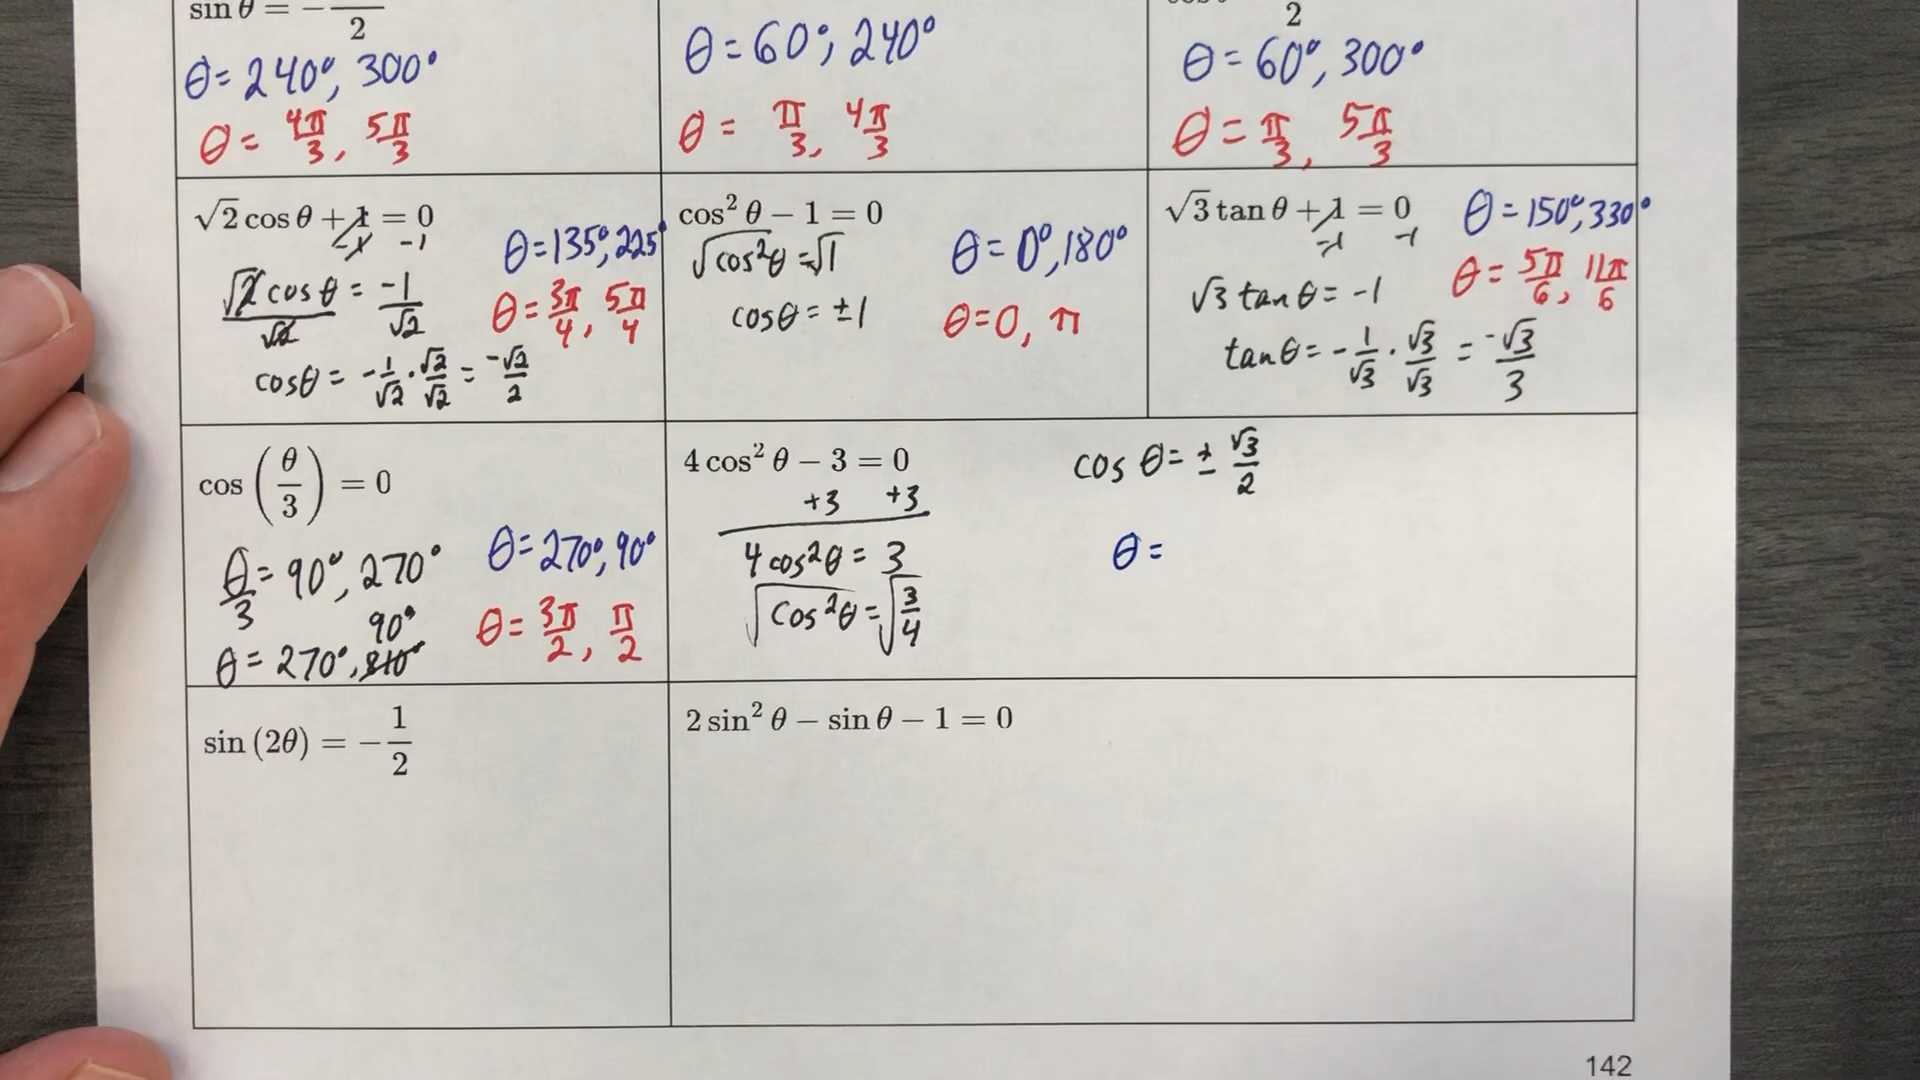 sin θ = − 2
θ = 240°, 300°
θ = 4π/3, 5π/3
θ = 60°, 240°
θ = π/3, 4π/3
2
θ = 60°, 300°
θ = π/3, 5π/3
√2 cos θ + 1 = 0
-1 -1
√2 cos θ / √2 = -1/√2
cosθ = -1/√2 · √2/√2 = -√2/2
θ = 135°, 225°
θ = 3π/4, 5π/4
cos² θ − 1 = 0
√cos²θ = √1
cosθ = ±1
θ = 0°, 180°
θ = 0, π
√3 tan θ + 1 = 0
-1 -1
√3 tan θ = -1
tan θ = -1/√3 · √3/√3 = -√3/3
θ = 150°, 330°
θ = 5π/6, 11π/6
cos (θ/3) = 0
θ/3 = 90°, 270°
90°
θ = 270°, 810°
θ = 270°, 90°
θ = 3π/2, π/2
4 cos² θ − 3 = 0
+3 +3
4 cos²θ = 3
√cos²θ = √3/4
cos θ = ± √3/2
θ =
sin (2θ) = −1/2
2 sin² θ − sin θ − 1 = 0
142